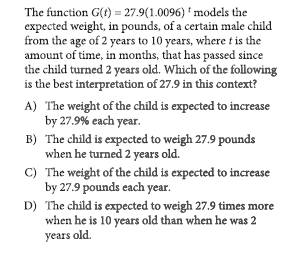 The function G(t) = 27.9(1.0096) ᵗ models the
expected weight, in pounds, of a certain male child
from the age of 2 years to 10 years, where t is the
amount of time, in months, that has passed since
the child turned 2 years old. Which of the following
is the best interpretation of 27.9 in this context?
A) The weight of the child is expected to increase
by 27.9% each year.
B) The child is expected to weigh 27.9 pounds
when he turned 2 years old.
C) The weight of the child is expected to increase
by 27.9 pounds each year.
D) The child is expected to weigh 27.9 times more
when he is 10 years old than when he was 2
years old.